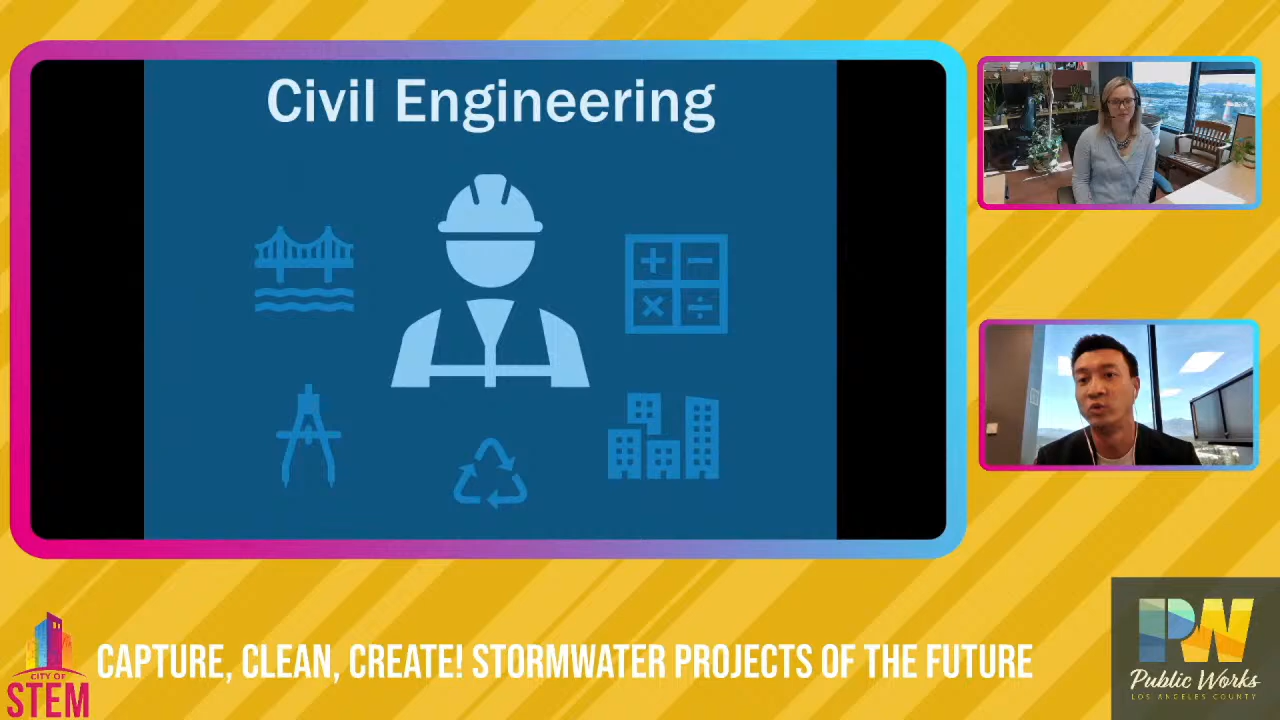 Civil Engineering
CITY OF
STEM
CAPTURE, CLEAN, CREATE! STORMWATER PROJECTS OF THE FUTURE
PW
Public Works
LOS ANGELES COUNTY